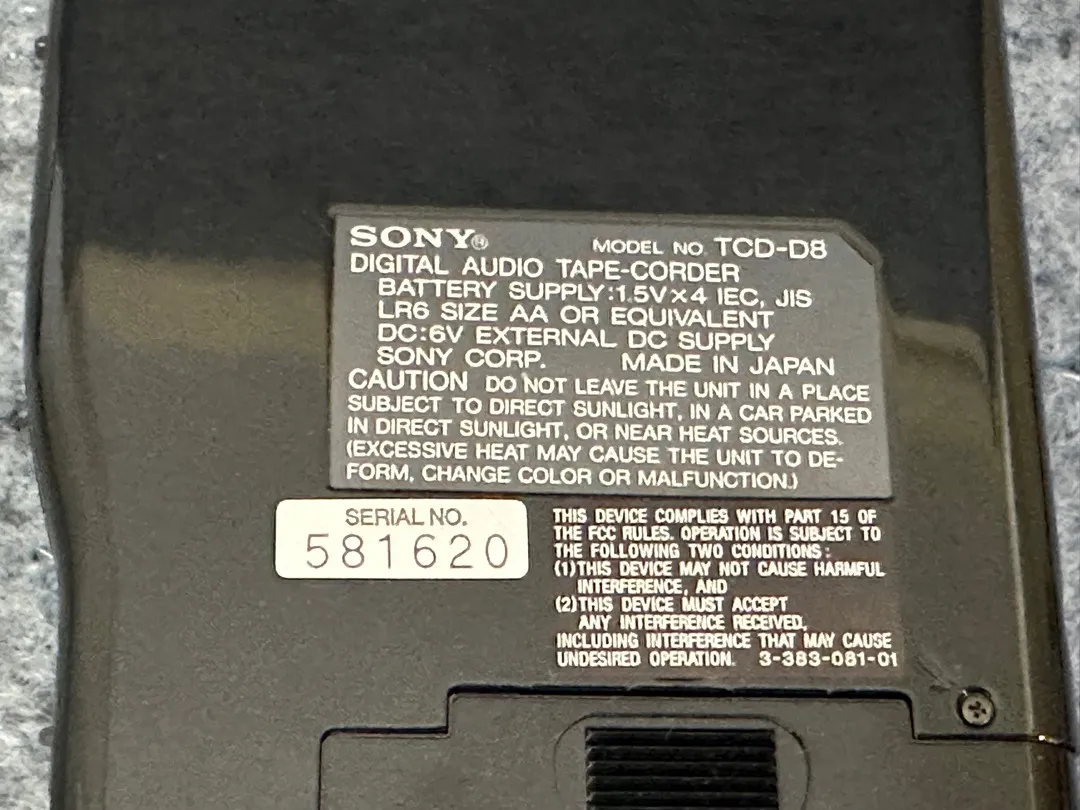 SONY® MODEL NO. TCD-D8
DIGITAL AUDIO TAPE-CORDER
BATTERY SUPPLY:1.5V×4 IEC, JIS
LR6 SIZE AA OR EQUIVALENT
DC:6V EXTERNAL DC SUPPLY
SONY CORP. MADE IN JAPAN
CAUTION DO NOT LEAVE THE UNIT IN A PLACE
SUBJECT TO DIRECT SUNLIGHT, IN A CAR PARKED
IN DIRECT SUNLIGHT, OR NEAR HEAT SOURCES.
(EXCESSIVE HEAT MAY CAUSE THE UNIT TO DE-
FORM, CHANGE COLOR OR MALFUNCTION.)
SERIAL NO.
581620
THIS DEVICE COMPLIES WITH PART 15 OF
THE FCC RULES. OPERATION IS SUBJECT TO
THE FOLLOWING TWO CONDITIONS:
(1)THIS DEVICE MAY NOT CAUSE HARMFUL
INTERFERENCE, AND
(2)THIS DEVICE MUST ACCEPT
ANY INTERFERENCE RECEIVED,
INCLUDING INTERFERENCE THAT MAY CAUSE
UNDESIRED OPERATION. 3-383-081-01